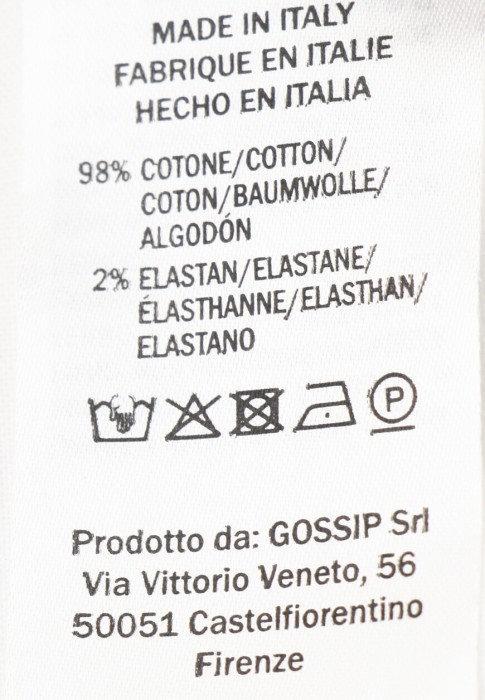 MADE IN ITALY
FABRIQUE EN ITALIE
HECHO EN ITALIA
98% COTONE/COTTON/
COTON/BAUMWOLLE/
ALGODÓN
2% ELASTAN/ELASTANE/
ÉLASTHANNE/ELASTHAN/
ELASTANO
P
Prodotto da: GOSSIP Srl
Via Vittorio Veneto, 56
50051 Castelfiorentino
Firenze